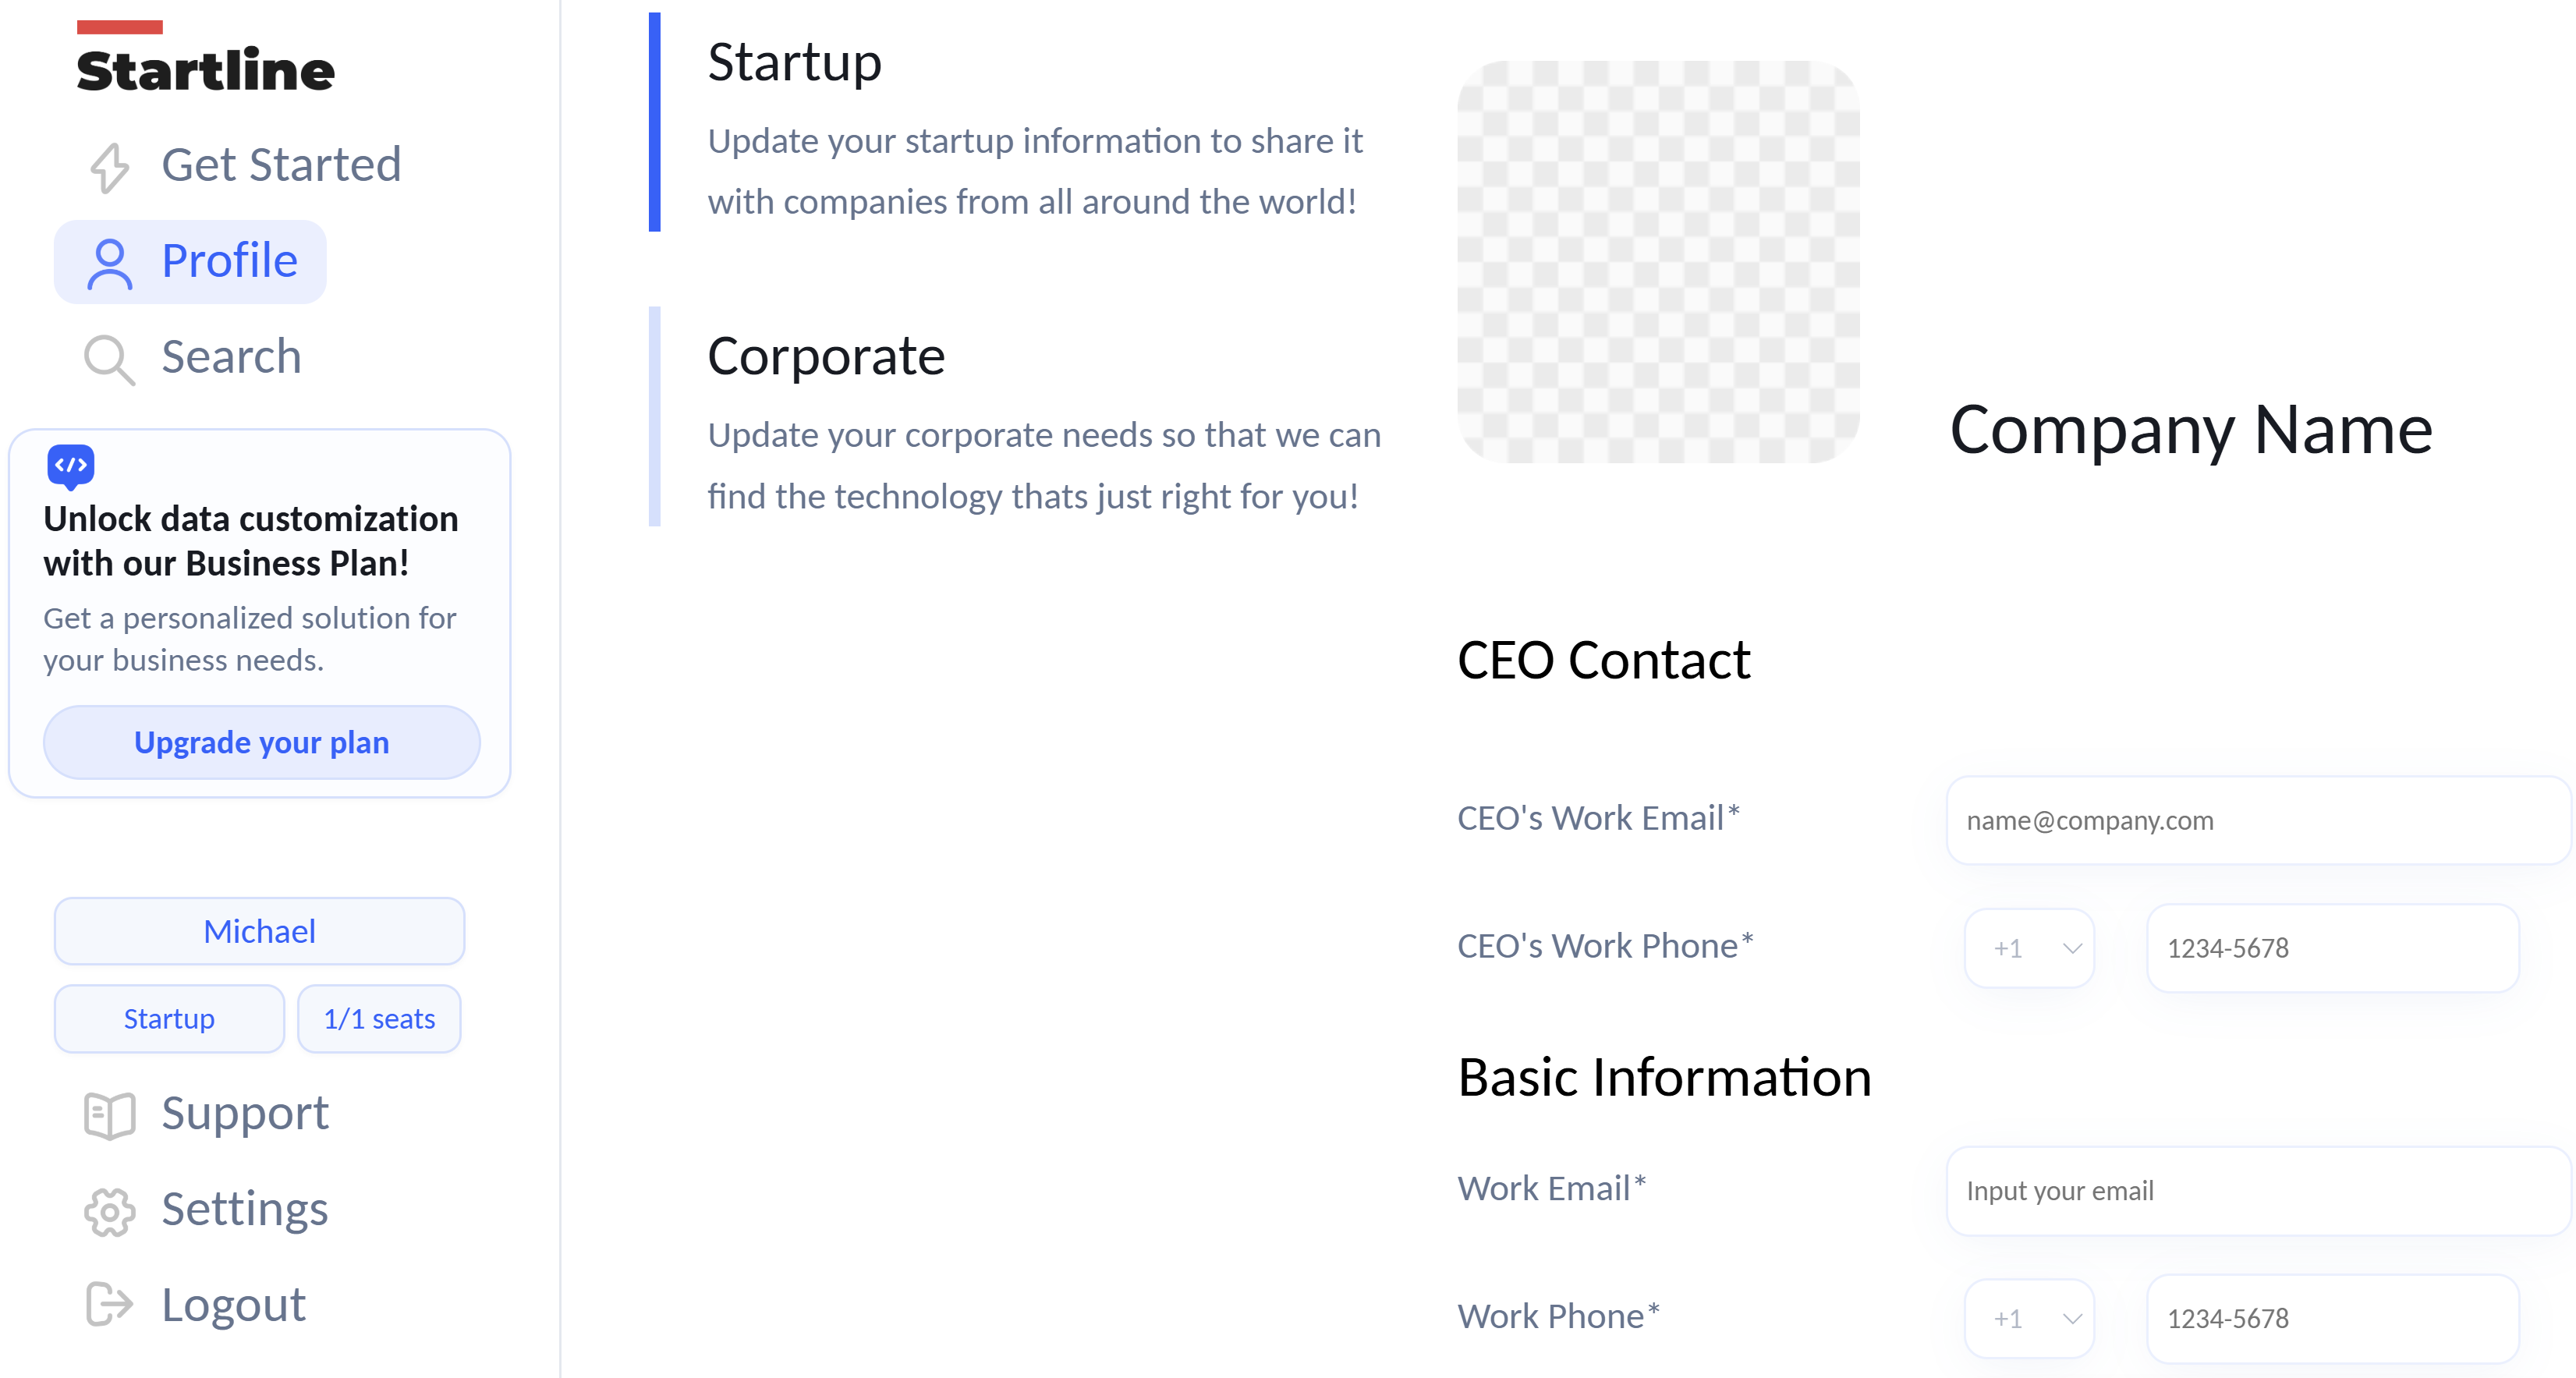 Startline
Get Started
Profile
Search
Unlock data customization
with our Business Plan!
Get a personalized solution for
your business needs.
Upgrade your plan
Michael
Startup
1/1 seats
Support
Settings
Logout
Startup
Update your startup information to share it
with companies from all around the world!
Corporate
Update your corporate needs so that we can
find the technology thats just right for you!
Company Name
CEO Contact
CEO's Work Email*
name@company.com
CEO's Work Phone*
+1
1234-5678
Basic Information
Work Email*
Input your email
Work Phone*
+1
1234-5678